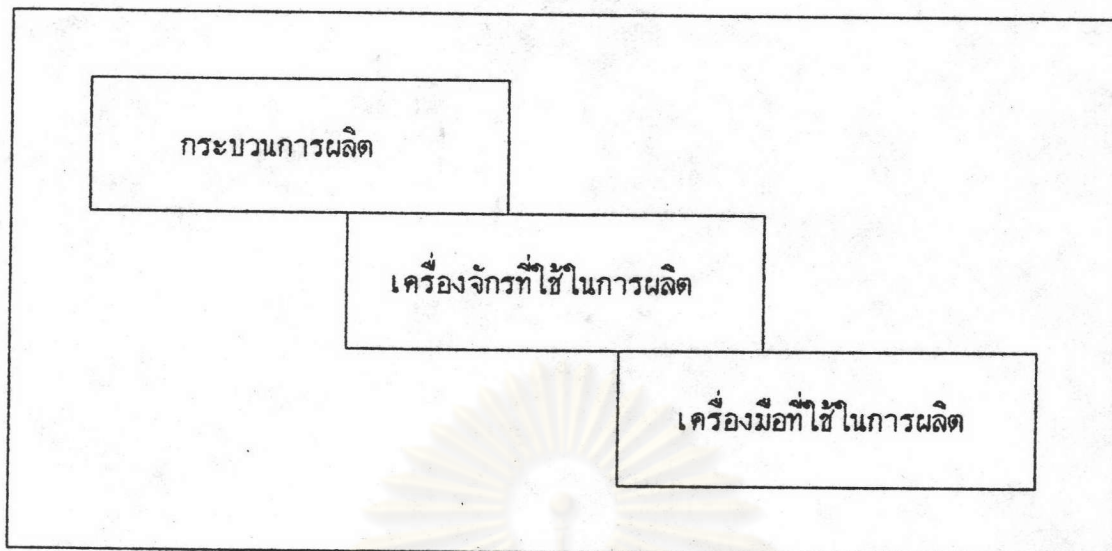 กระบวนการผลิต
เครื่องจักรที่ใช้ในการผลิต
เครื่องมือที่ใช้ในการผลิต